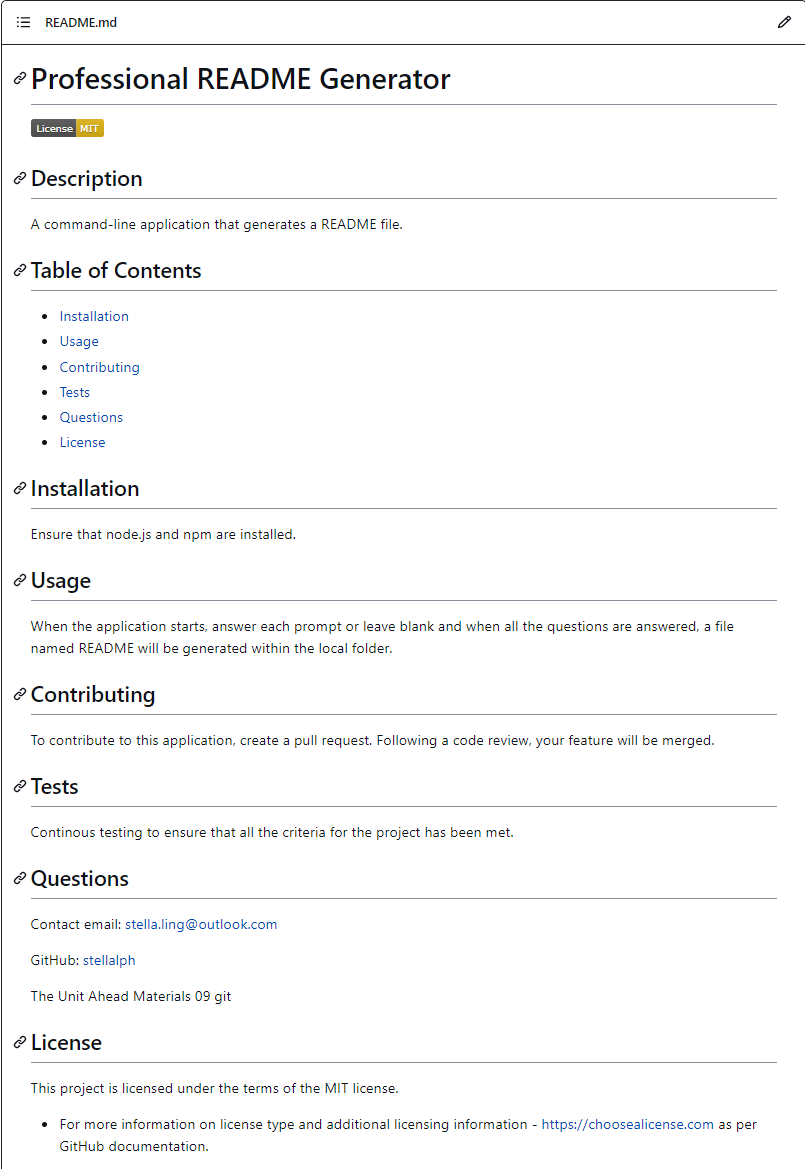 README.md
Professional README Generator
License MIT
Description
A command-line application that generates a README file.
Table of Contents
Installation
Usage
Contributing
Tests
Questions
License
Installation
Ensure that node.js and npm are installed.
Usage
When the application starts, answer each prompt or leave blank and when all the questions are answered, a file
named README will be generated within the local folder.
Contributing
To contribute to this application, create a pull request. Following a code review, your feature will be merged.
Tests
Continous testing to ensure that all the criteria for the project has been met.
Questions
Contact email: stella.ling@outlook.com
GitHub: stellalph
The Unit Ahead Materials 09 git
License
This project is licensed under the terms of the MIT license.
For more information on license type and additional licensing information - https://choosealicense.com as per
GitHub documentation.